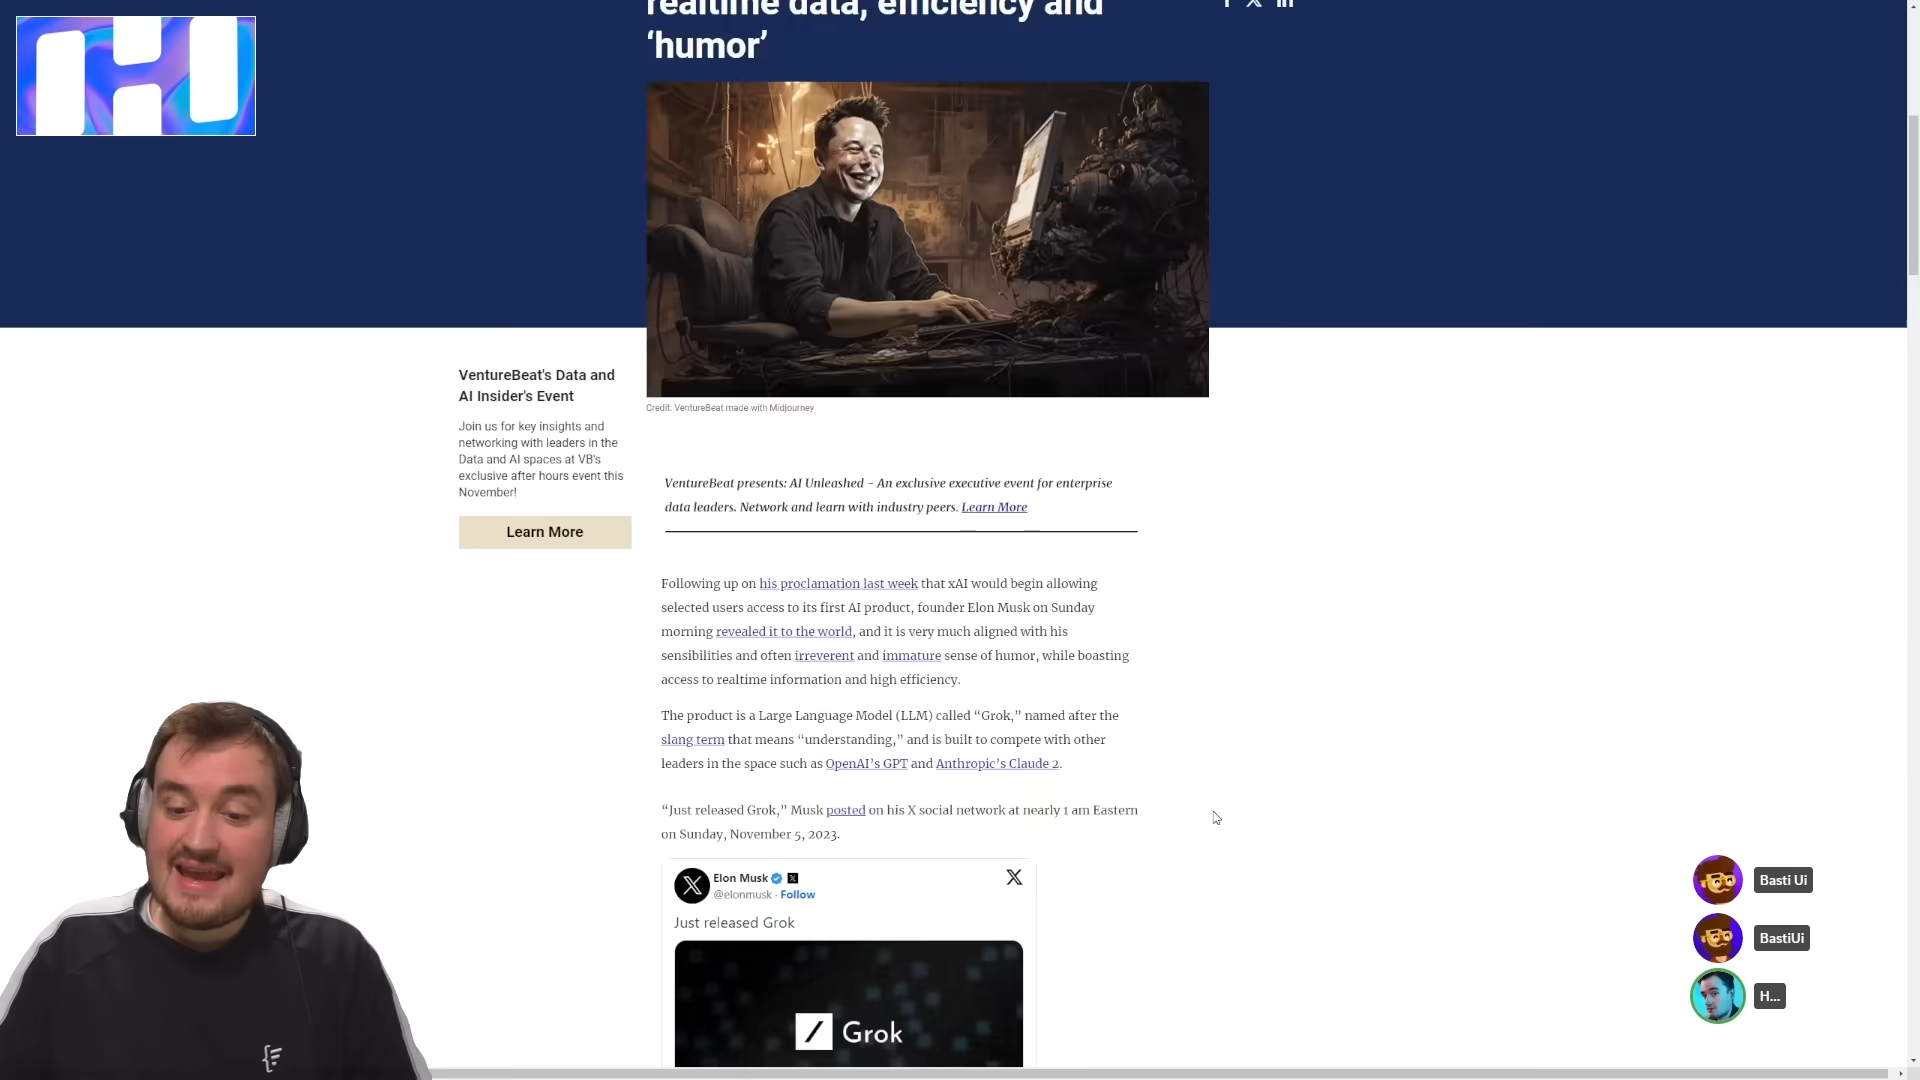 realtime data, efficiency and
‘humor’
Credit: VentureBeat made with Midjourney
VentureBeat's Data and
AI Insider's Event
Join us for key insights and
networking with leaders in the
Data and AI spaces at VB's
exclusive after hours event this
November!
Learn More
VentureBeat presents: AI Unleashed - An exclusive executive event for enterprise
data leaders. Network and learn with industry peers. Learn More
Following up on his proclamation last week that xAI would begin allowing
selected users access to its first AI product, founder Elon Musk on Sunday
morning revealed it to the world, and it is very much aligned with his
sensibilities and often irreverent and immature sense of humor, while boasting
access to realtime information and high efficiency.
The product is a Large Language Model (LLM) called “Grok,” named after the
slang term that means “understanding,” and is built to compete with other
leaders in the space such as OpenAI’s GPT and Anthropic’s Claude 2.
“Just released Grok,” Musk posted on his X social network at nearly 1 am Eastern
on Sunday, November 5, 2023.
Elon Musk
@elonmusk · Follow
Just released Grok
Grok
Basti Ui
BastiUi
H...